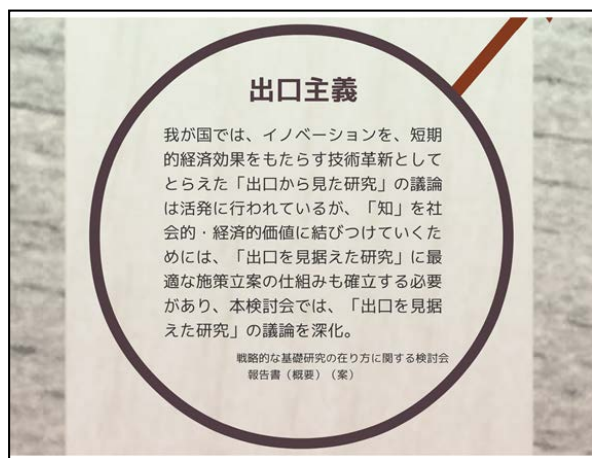 出口主義
我が国では、イノベーションを、短期
的経済効果をもたらす技術革新として
とらえた「出口から見た研究」の議論
は活発に行われているが、「知」を社
会的・経済的価値に結びつけていくた
めには、「出口を見据えた研究」に最
適な施策立案の仕組みも確立する必要
があり、本検討会では、「出口を見据
えた研究」の議論を深化。
戦略的な基礎研究の在り方に関する検討会
報告書（概要）（案）